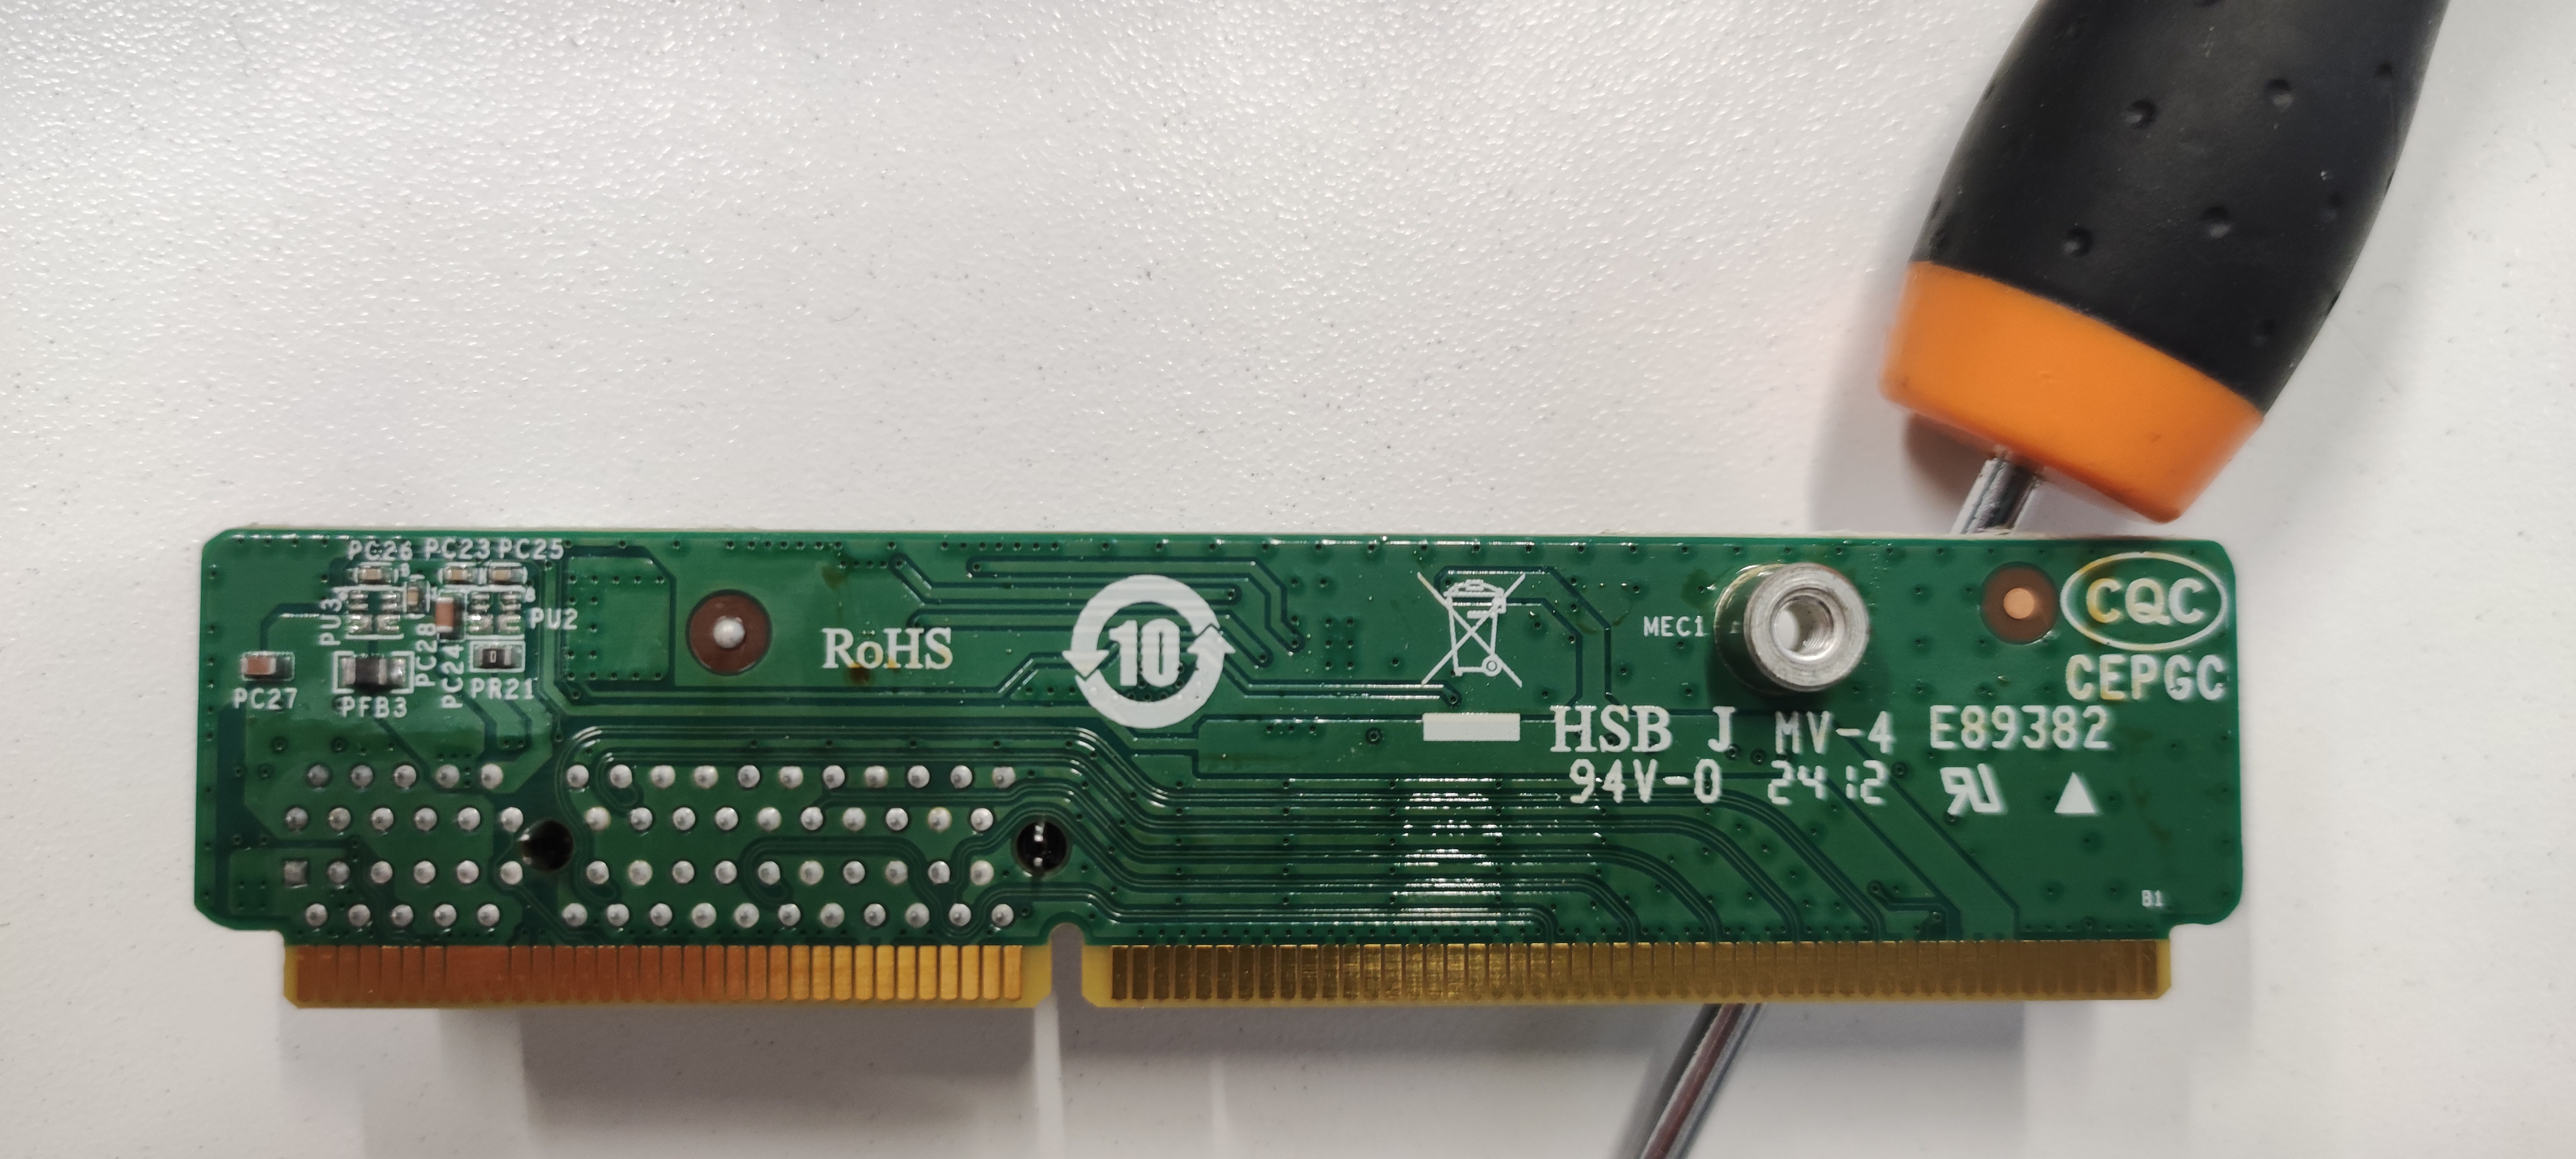 PC26 PC23 PC25
PU3
PU2
PC28
PC24
PC27
PFB3
PR21
RoHS
10
MEC1
CQC
CEPGC
HSB J MV-4 E89382
94V-0 2412
B1